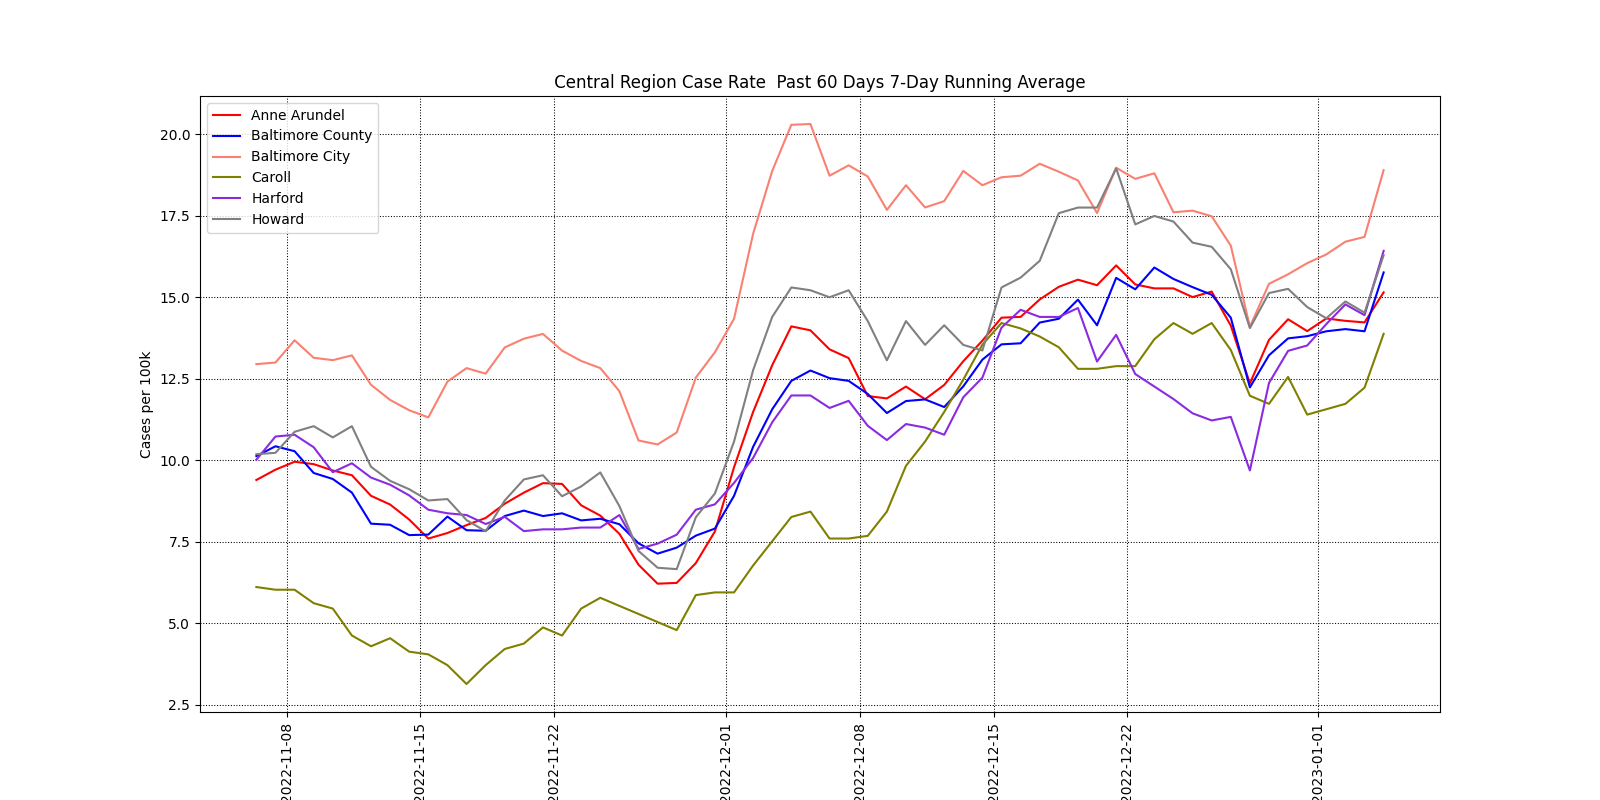 Central Region Case Rate  Past 60 Days 7-Day Running Average
Anne Arundel
Baltimore County
Baltimore City
Caroll
Harford
Howard
Cases per 100k
20.0
17.5
15.0
12.5
10.0
7.5
5.0
2.5
2022-11-08
2022-11-15
2022-11-22
2022-12-01
2022-12-08
2022-12-15
2022-12-22
2023-01-01